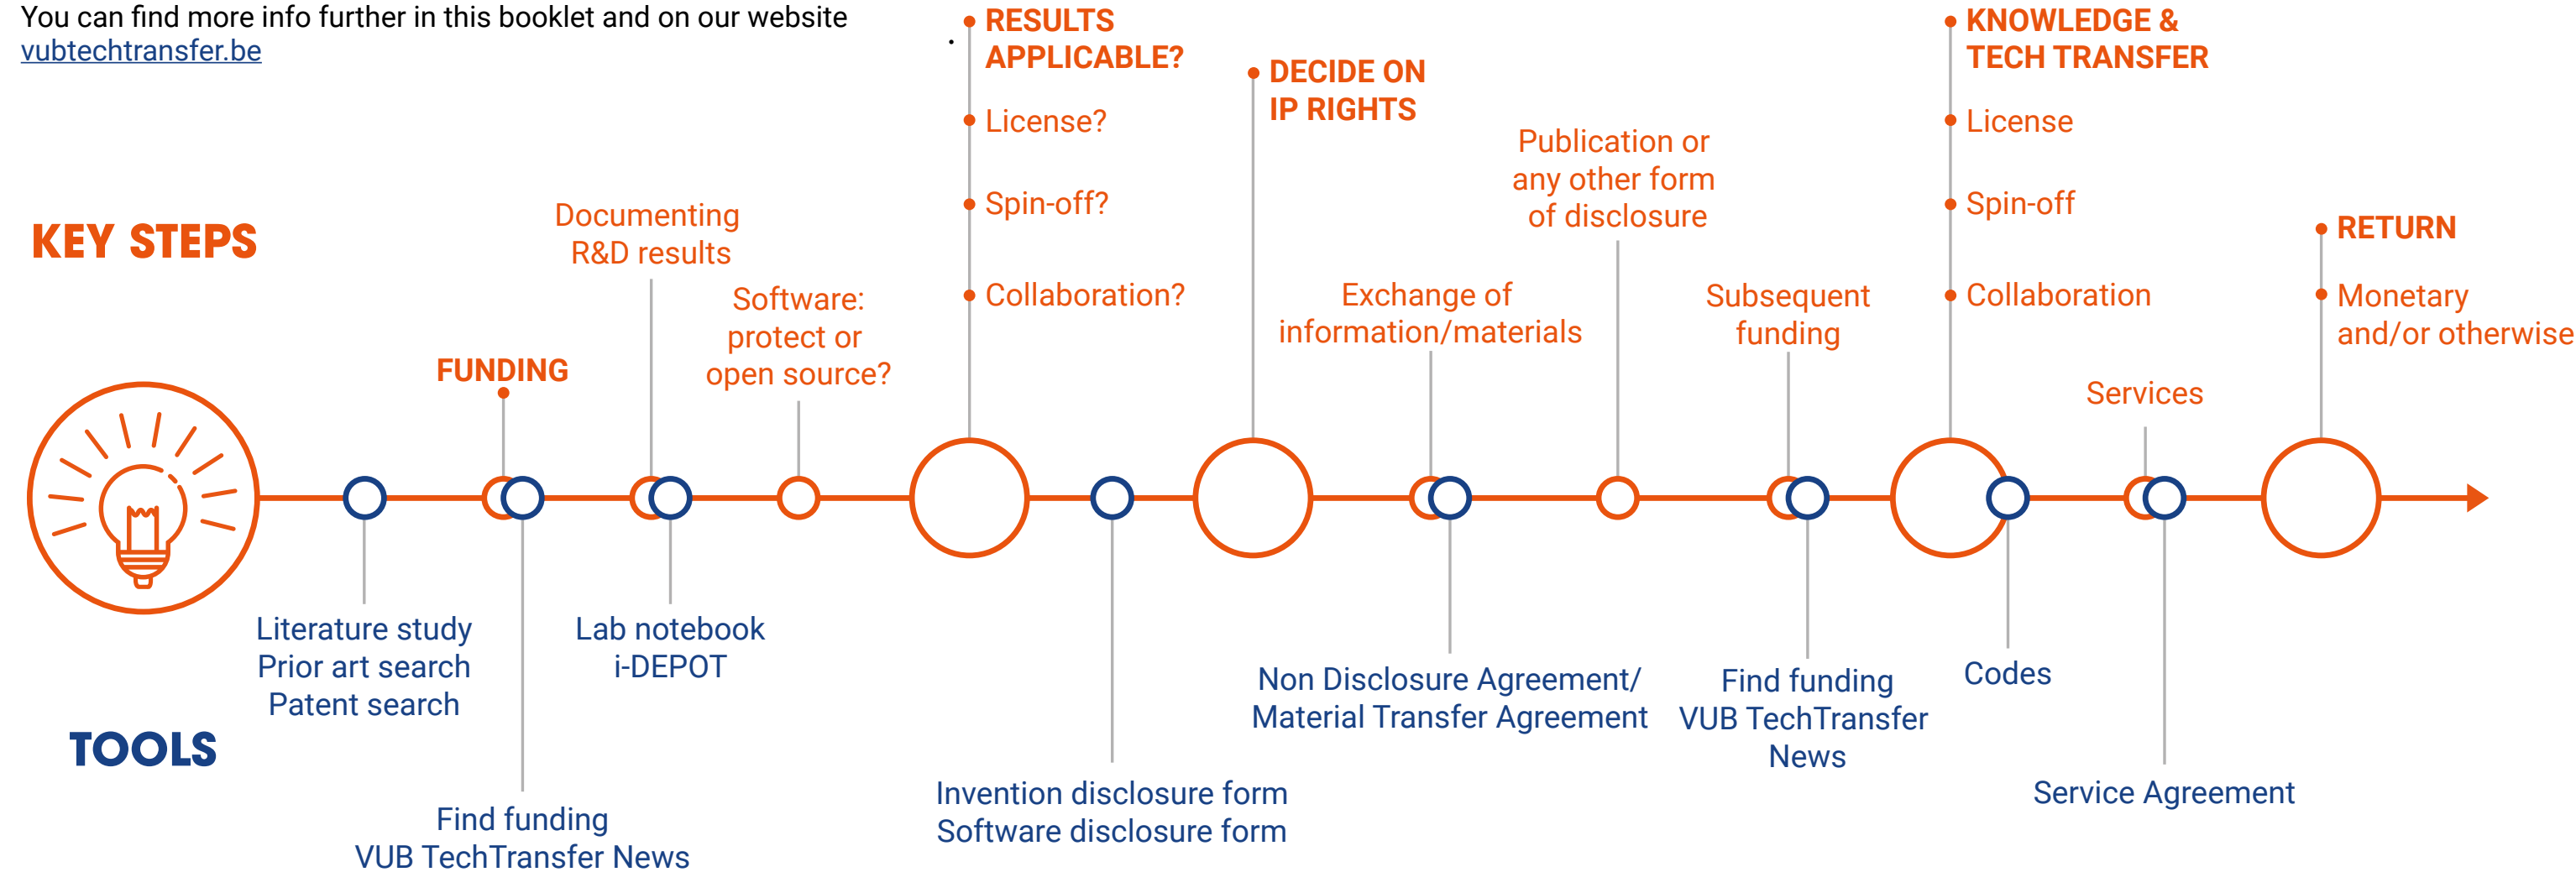 You can find more info further in this booklet and on our website
vubtechtransfer.be
.
KEY STEPS
FUNDING
Documenting
R&D results
Software:
protect or
open source?
RESULTS
APPLICABLE?
License?
Spin-off?
Collaboration?
DECIDE ON
IP RIGHTS
Exchange of
information/materials
Publication or
any other form
of disclosure
Subsequent
funding
KNOWLEDGE &
TECH TRANSFER
License
Spin-off
Collaboration
Services
RETURN
Monetary
and/or otherwise
TOOLS
Literature study
Prior art search
Patent search
Find funding
VUB TechTransfer News
Lab notebook
i-DEPOT
Invention disclosure form
Software disclosure form
Non Disclosure Agreement/
Material Transfer Agreement
Find funding
VUB TechTransfer
News
Codes
Service Agreement